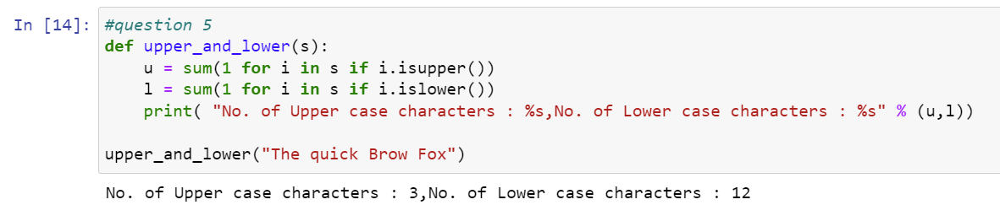 In [14]: #question 5
def upper_and_lower(s):
    u = sum(1 for i in s if i.isupper())
    l = sum(1 for i in s if i.islower())
    print( "No. of Upper case characters : %s,No. of Lower case characters : %s" % (u,l))
upper_and_lower("The quick Brow Fox")
No. of Upper case characters : 3,No. of Lower case characters : 12